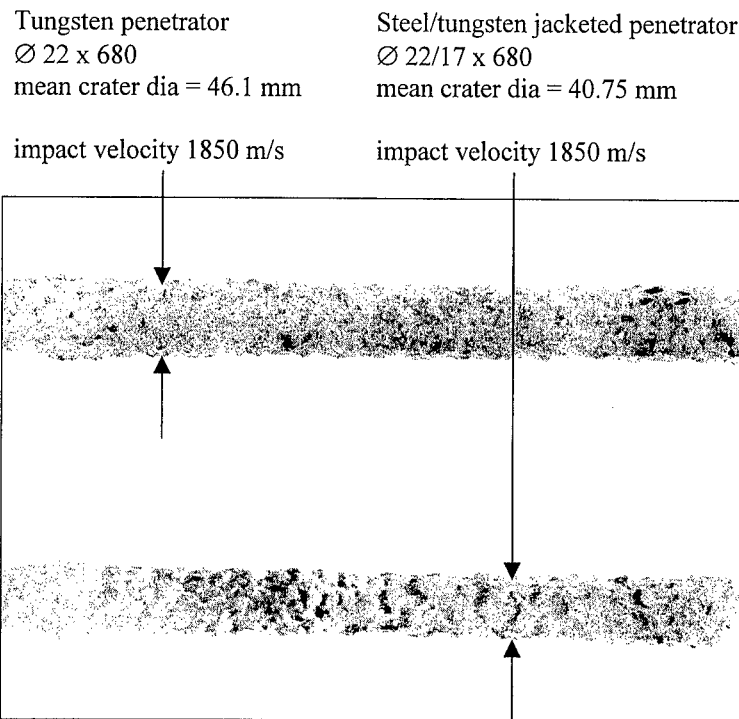 Tungsten penetrator
Ø 22 x 680
mean crater dia = 46.1 mm
impact velocity 1850 m/s
Steel/tungsten jacketed penetrator
Ø 22/17 x 680
mean crater dia = 40.75 mm
impact velocity 1850 m/s